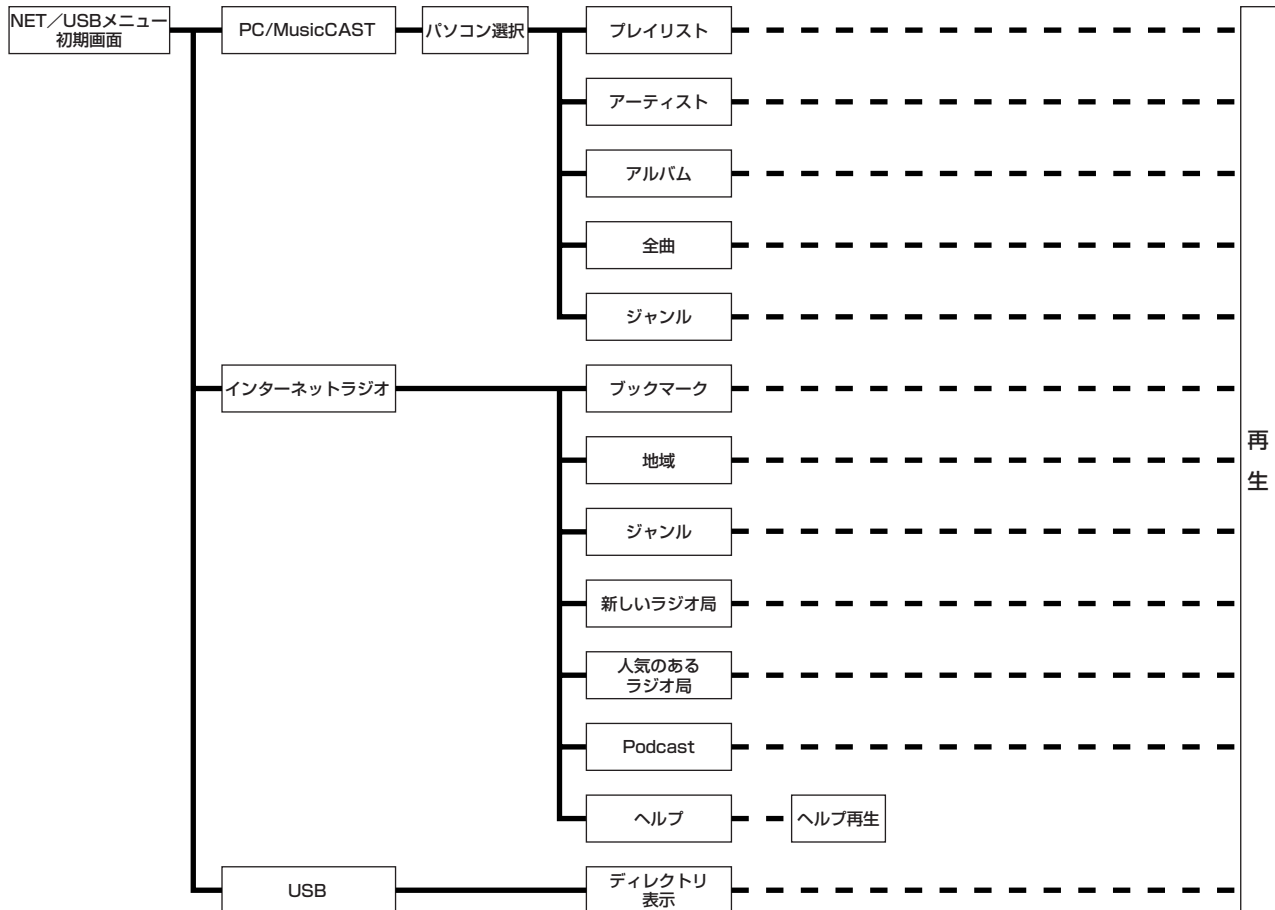 NET／USBメニュー
初期画面
PC/MusicCAST
パソコン選択
プレイリスト
アーティスト
アルバム
全曲
ジャンル
インターネットラジオ
ブックマーク
地域
ジャンル
新しいラジオ局
人気のある
ラジオ局
Podcast
ヘルプ
ヘルプ再生
USB
ディレクトリ
表示
再
生